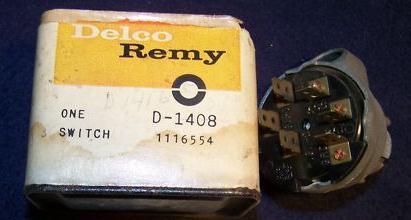 Delco
Remy
ONE
D-1408
SWITCH
1116554